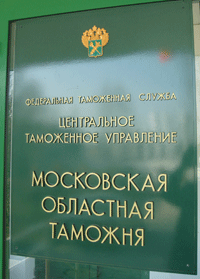 ФЕДЕРАЛЬНАЯ ТАМОЖЕННАЯ СЛУЖБА
ЦЕНТРАЛЬНОЕ
ТАМОЖЕННОЕ УПРАВЛЕНИЕ
МОСКОВСКАЯ
ОБЛАСТНАЯ
ТАМОЖНЯ